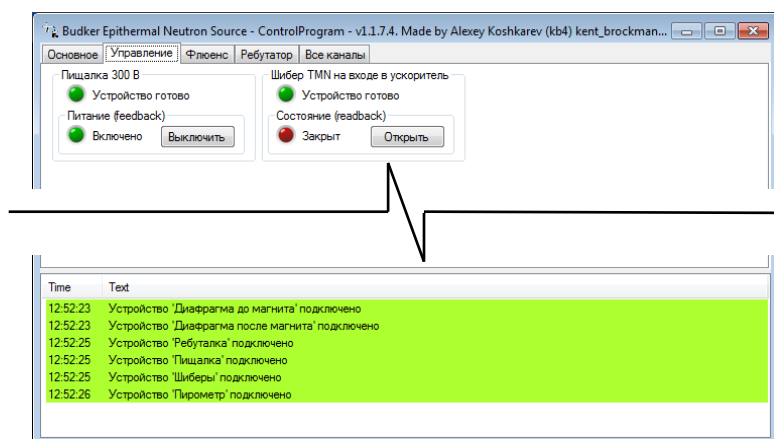 Budker Epithermal Neutron Source - ControlProgram - v1.1.7.4. Made by Alexey Koshkarev (kb4) kent_brockman...
Основное Управление Флюенс Ребутатор Все каналы
Пищалка 300 В
Устройство готово
Питание (feedback)
Включено Выключить
Шибер TMN на входе в ускоритель
Устройство готово
Состояние (readback)
Закрыт Открыть
Time Text
12:52:23 Устройство 'Диафрагма до магнита' подключено
12:52:23 Устройство 'Диафрагма после магнита' подключено
12:52:25 Устройство 'Ребуталка' подключено
12:52:25 Устройство 'Пищалка' подключено
12:52:25 Устройство 'Шиберы' подключено
12:52:26 Устройство 'Пирометр' подключено